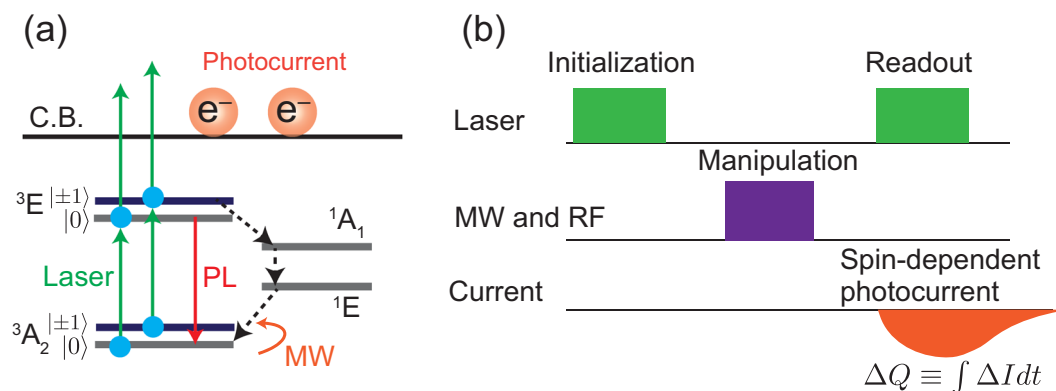 (a)
Photocurrent
e⁻ e⁻
C.B.
³E |±1⟩
|0⟩
¹A₁
Laser
PL
¹E
³A₂ |±1⟩
|0⟩
MW
(b)
Initialization Readout
Laser
Manipulation
MW and RF
Spin-dependent
Current photocurrent
ΔQ ≡ ∫ ΔIdt